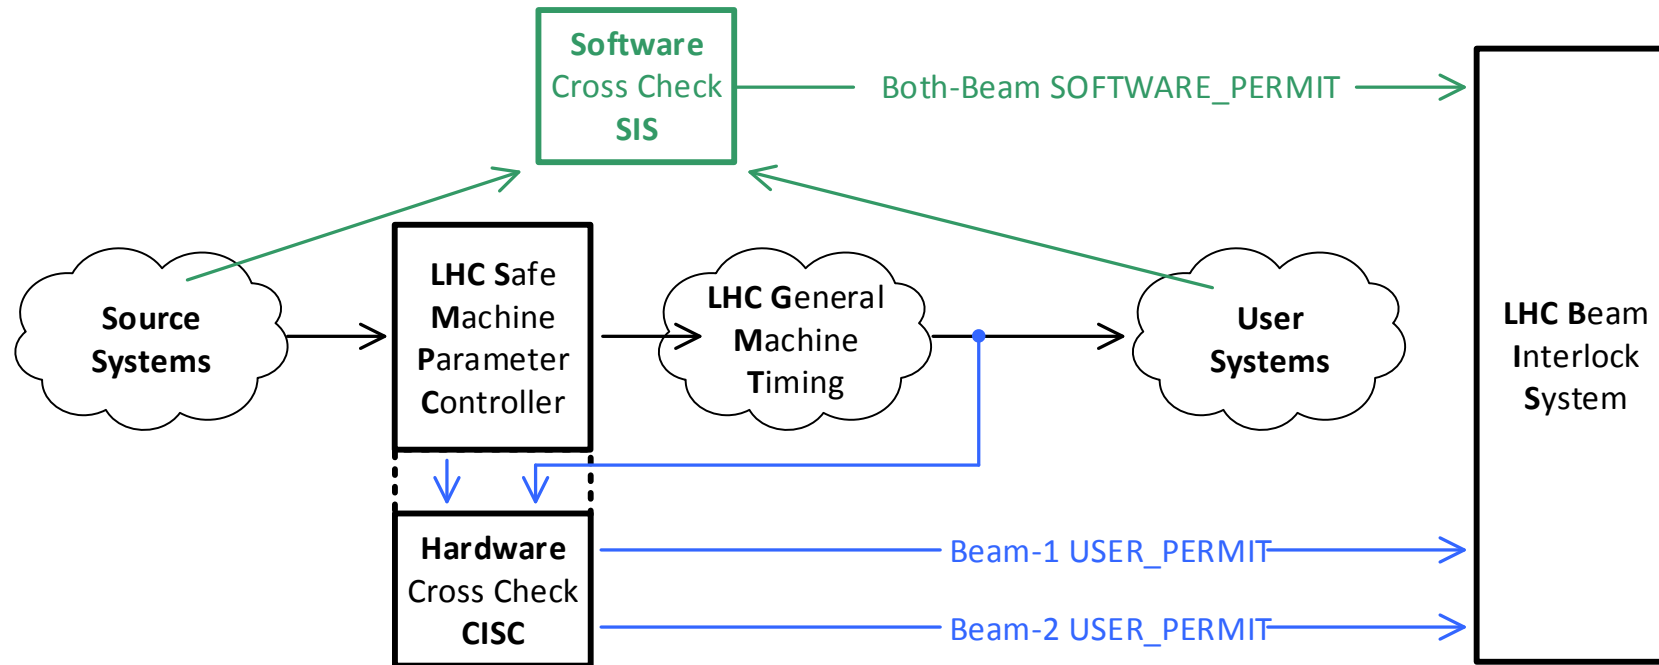 Software
Cross Check
SIS
Both-Beam SOFTWARE_PERMIT
Source
Systems
LHC Safe
Machine
Parameter
Controller
LHC General
Machine
Timing
User
Systems
LHC Beam
Interlock
System
Hardware
Cross Check
CISC
Beam-1 USER_PERMIT
Beam-2 USER_PERMIT